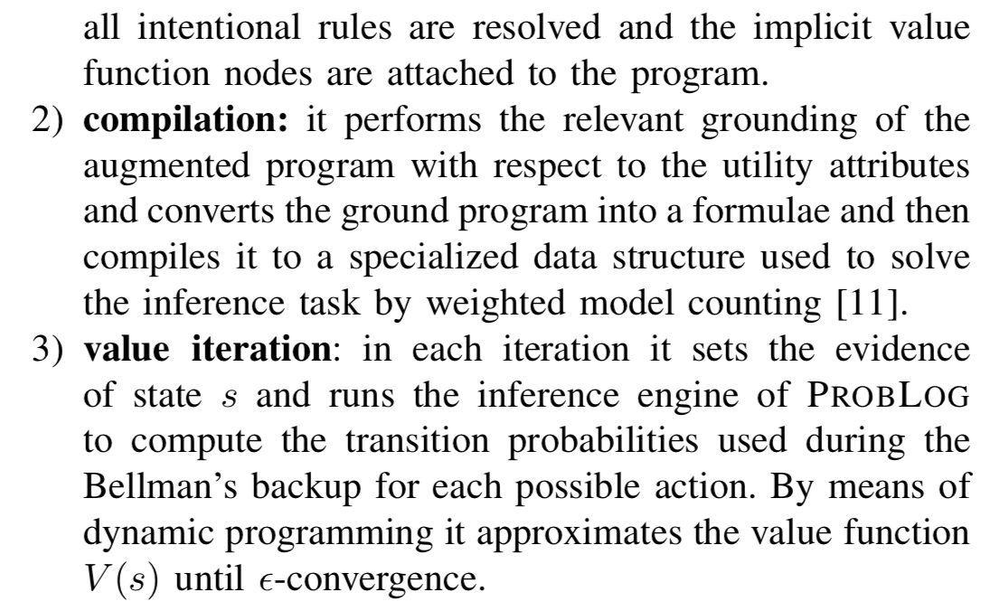 all intentional rules are resolved and the implicit value
function nodes are attached to the program.
2) compilation: it performs the relevant grounding of the
augmented program with respect to the utility attributes
and converts the ground program into a formulae and then
compiles it to a specialized data structure used to solve
the inference task by weighted model counting [11].
3) value iteration: in each iteration it sets the evidence
of state s and runs the inference engine of PROBLOG
to compute the transition probabilities used during the
Bellman's backup for each possible action. By means of
dynamic programming it approximates the value function
V(s) until ϵ-convergence.